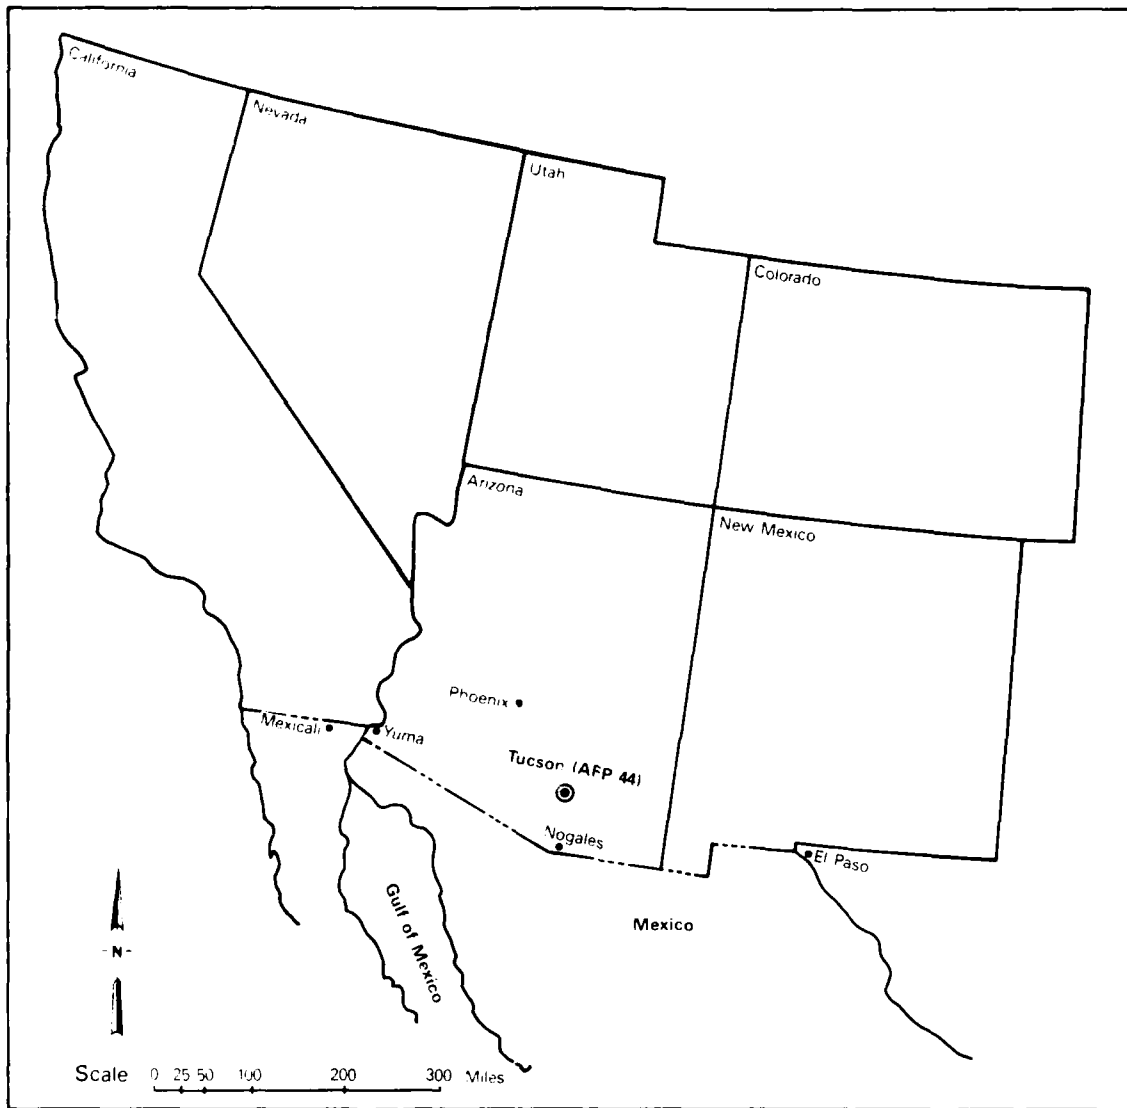 California
Nevada
Utah
Colorado
Arizona
New Mexico
Phoenix
Mexicali
Yuma
Tucson (AFP 44)
Nogales
El Paso
Mexico
Gulf of Mexico
-N-
Scale 0 25 50 100 200 300 Miles